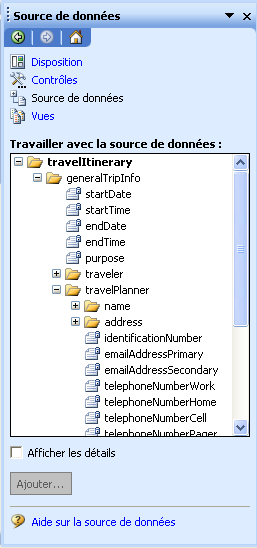 Source de données
Disposition
Contrôles
Source de données
Vues
Travailler avec la source de données :
travelItinerary
generalTripInfo
startDate
startTime
endDate
endTime
purpose
traveler
travelPlanner
name
address
identificationNumber
emailAddressPrimary
emailAddressSecondary
telephoneNumberWork
telephoneNumberHome
telephoneNumberCell
telephoneNumberPager
Afficher les détails
Ajouter...
Aide sur la source de données